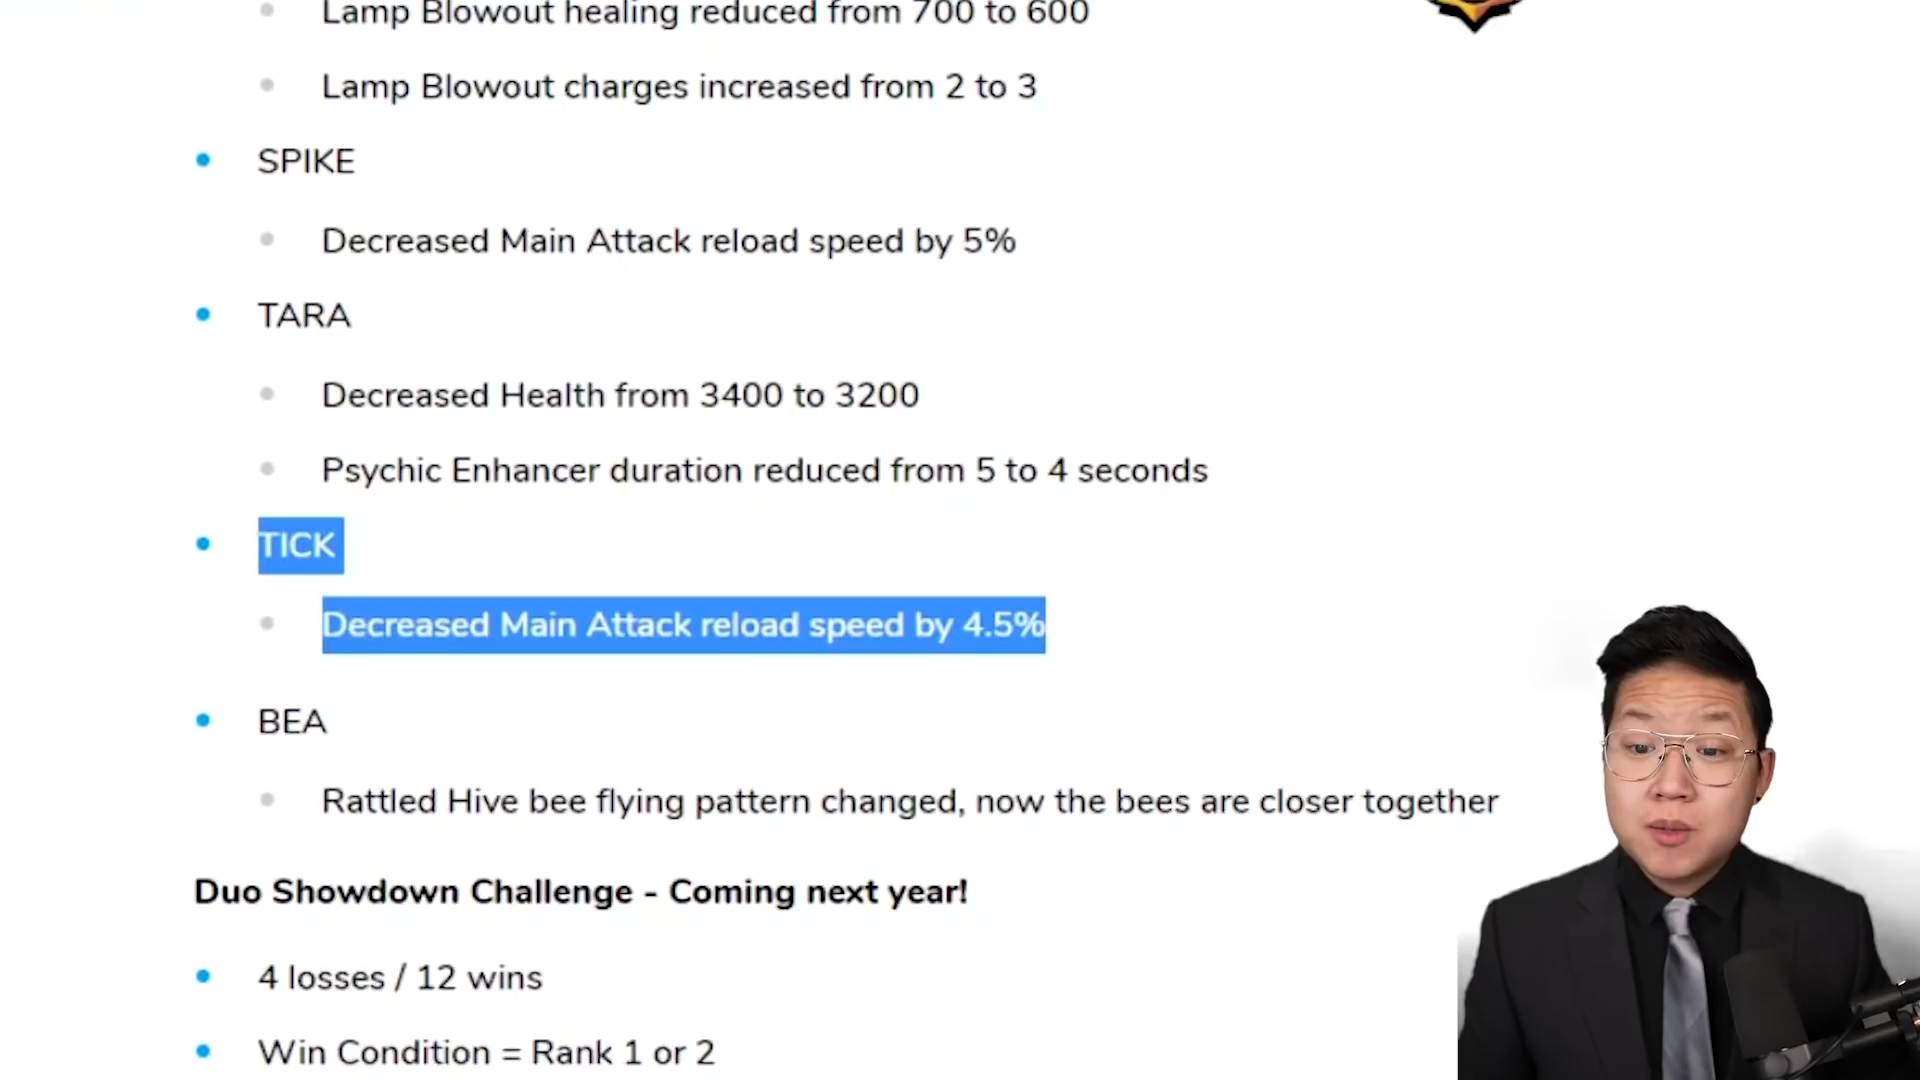 Lamp Blowout healing reduced from 700 to 600
Lamp Blowout charges increased from 2 to 3
SPIKE
Decreased Main Attack reload speed by 5%
TARA
Decreased Health from 3400 to 3200
Psychic Enhancer duration reduced from 5 to 4 seconds
TICK
Decreased Main Attack reload speed by 4.5%
BEA
Rattled Hive bee flying pattern changed, now the bees are closer together
Duo Showdown Challenge - Coming next year!
4 losses / 12 wins
Win Condition = Rank 1 or 2